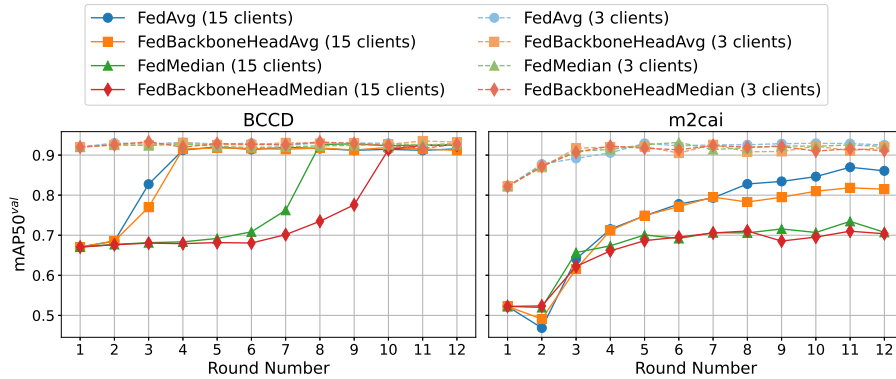 FedAvg (15 clients)
FedBackboneHeadAvg (15 clients)
FedMedian (15 clients)
FedBackboneHeadMedian (15 clients)
FedAvg (3 clients)
FedBackboneHeadAvg (3 clients)
FedMedian (3 clients)
FedBackboneHeadMedian (3 clients)
BCCD
m2cai
mAP50^val
0.9
0.8
0.7
0.6
0.5
1 2 3 4 5 6 7 8 9 10 11 12
1 2 3 4 5 6 7 8 9 10 11 12
Round Number
Round Number